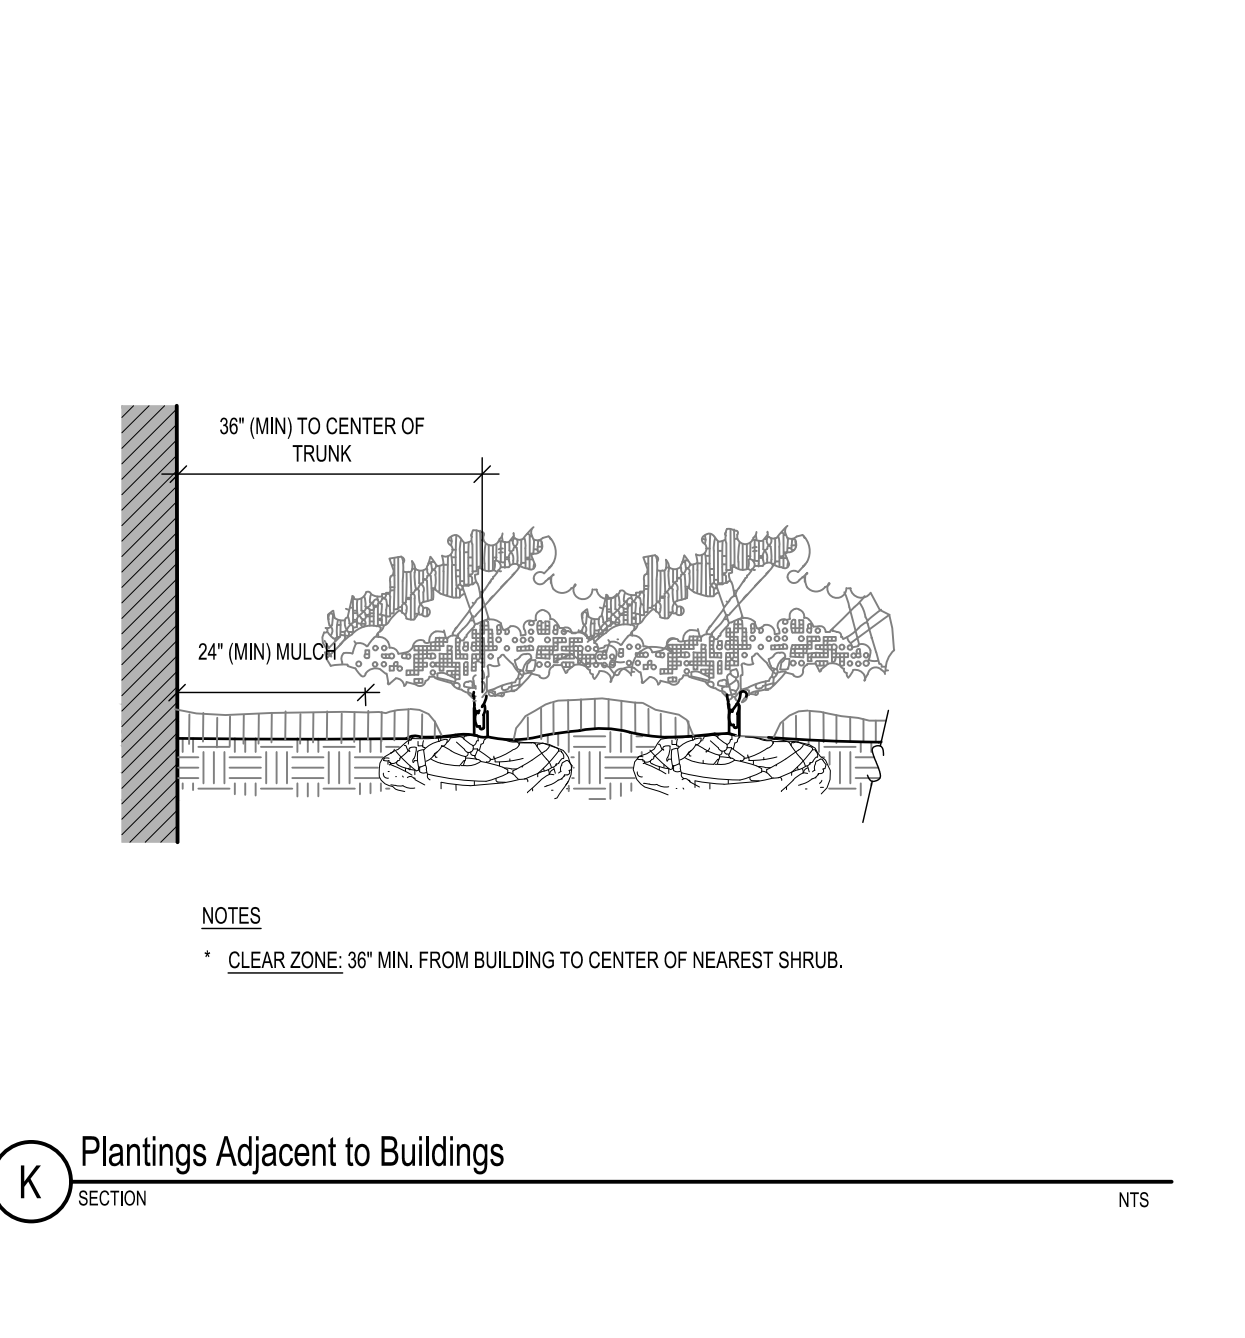 36" (MIN) TO CENTER OF
TRUNK
24" (MIN) MULCH
NOTES
* CLEAR ZONE: 36" MIN. FROM BUILDING TO CENTER OF NEAREST SHRUB.
Plantings Adjacent to Buildings
K
SECTION
NTS